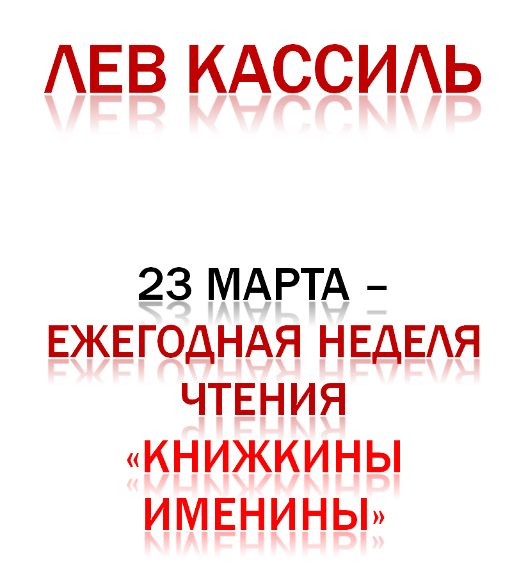 ЛЕВ КАССИЛЬ
23 МАРТА –
ЕЖЕГОДНАЯ НЕДЕЛЯ
ЧТЕНИЯ
«КНИЖКИНЫ
ИМЕНИНЫ»